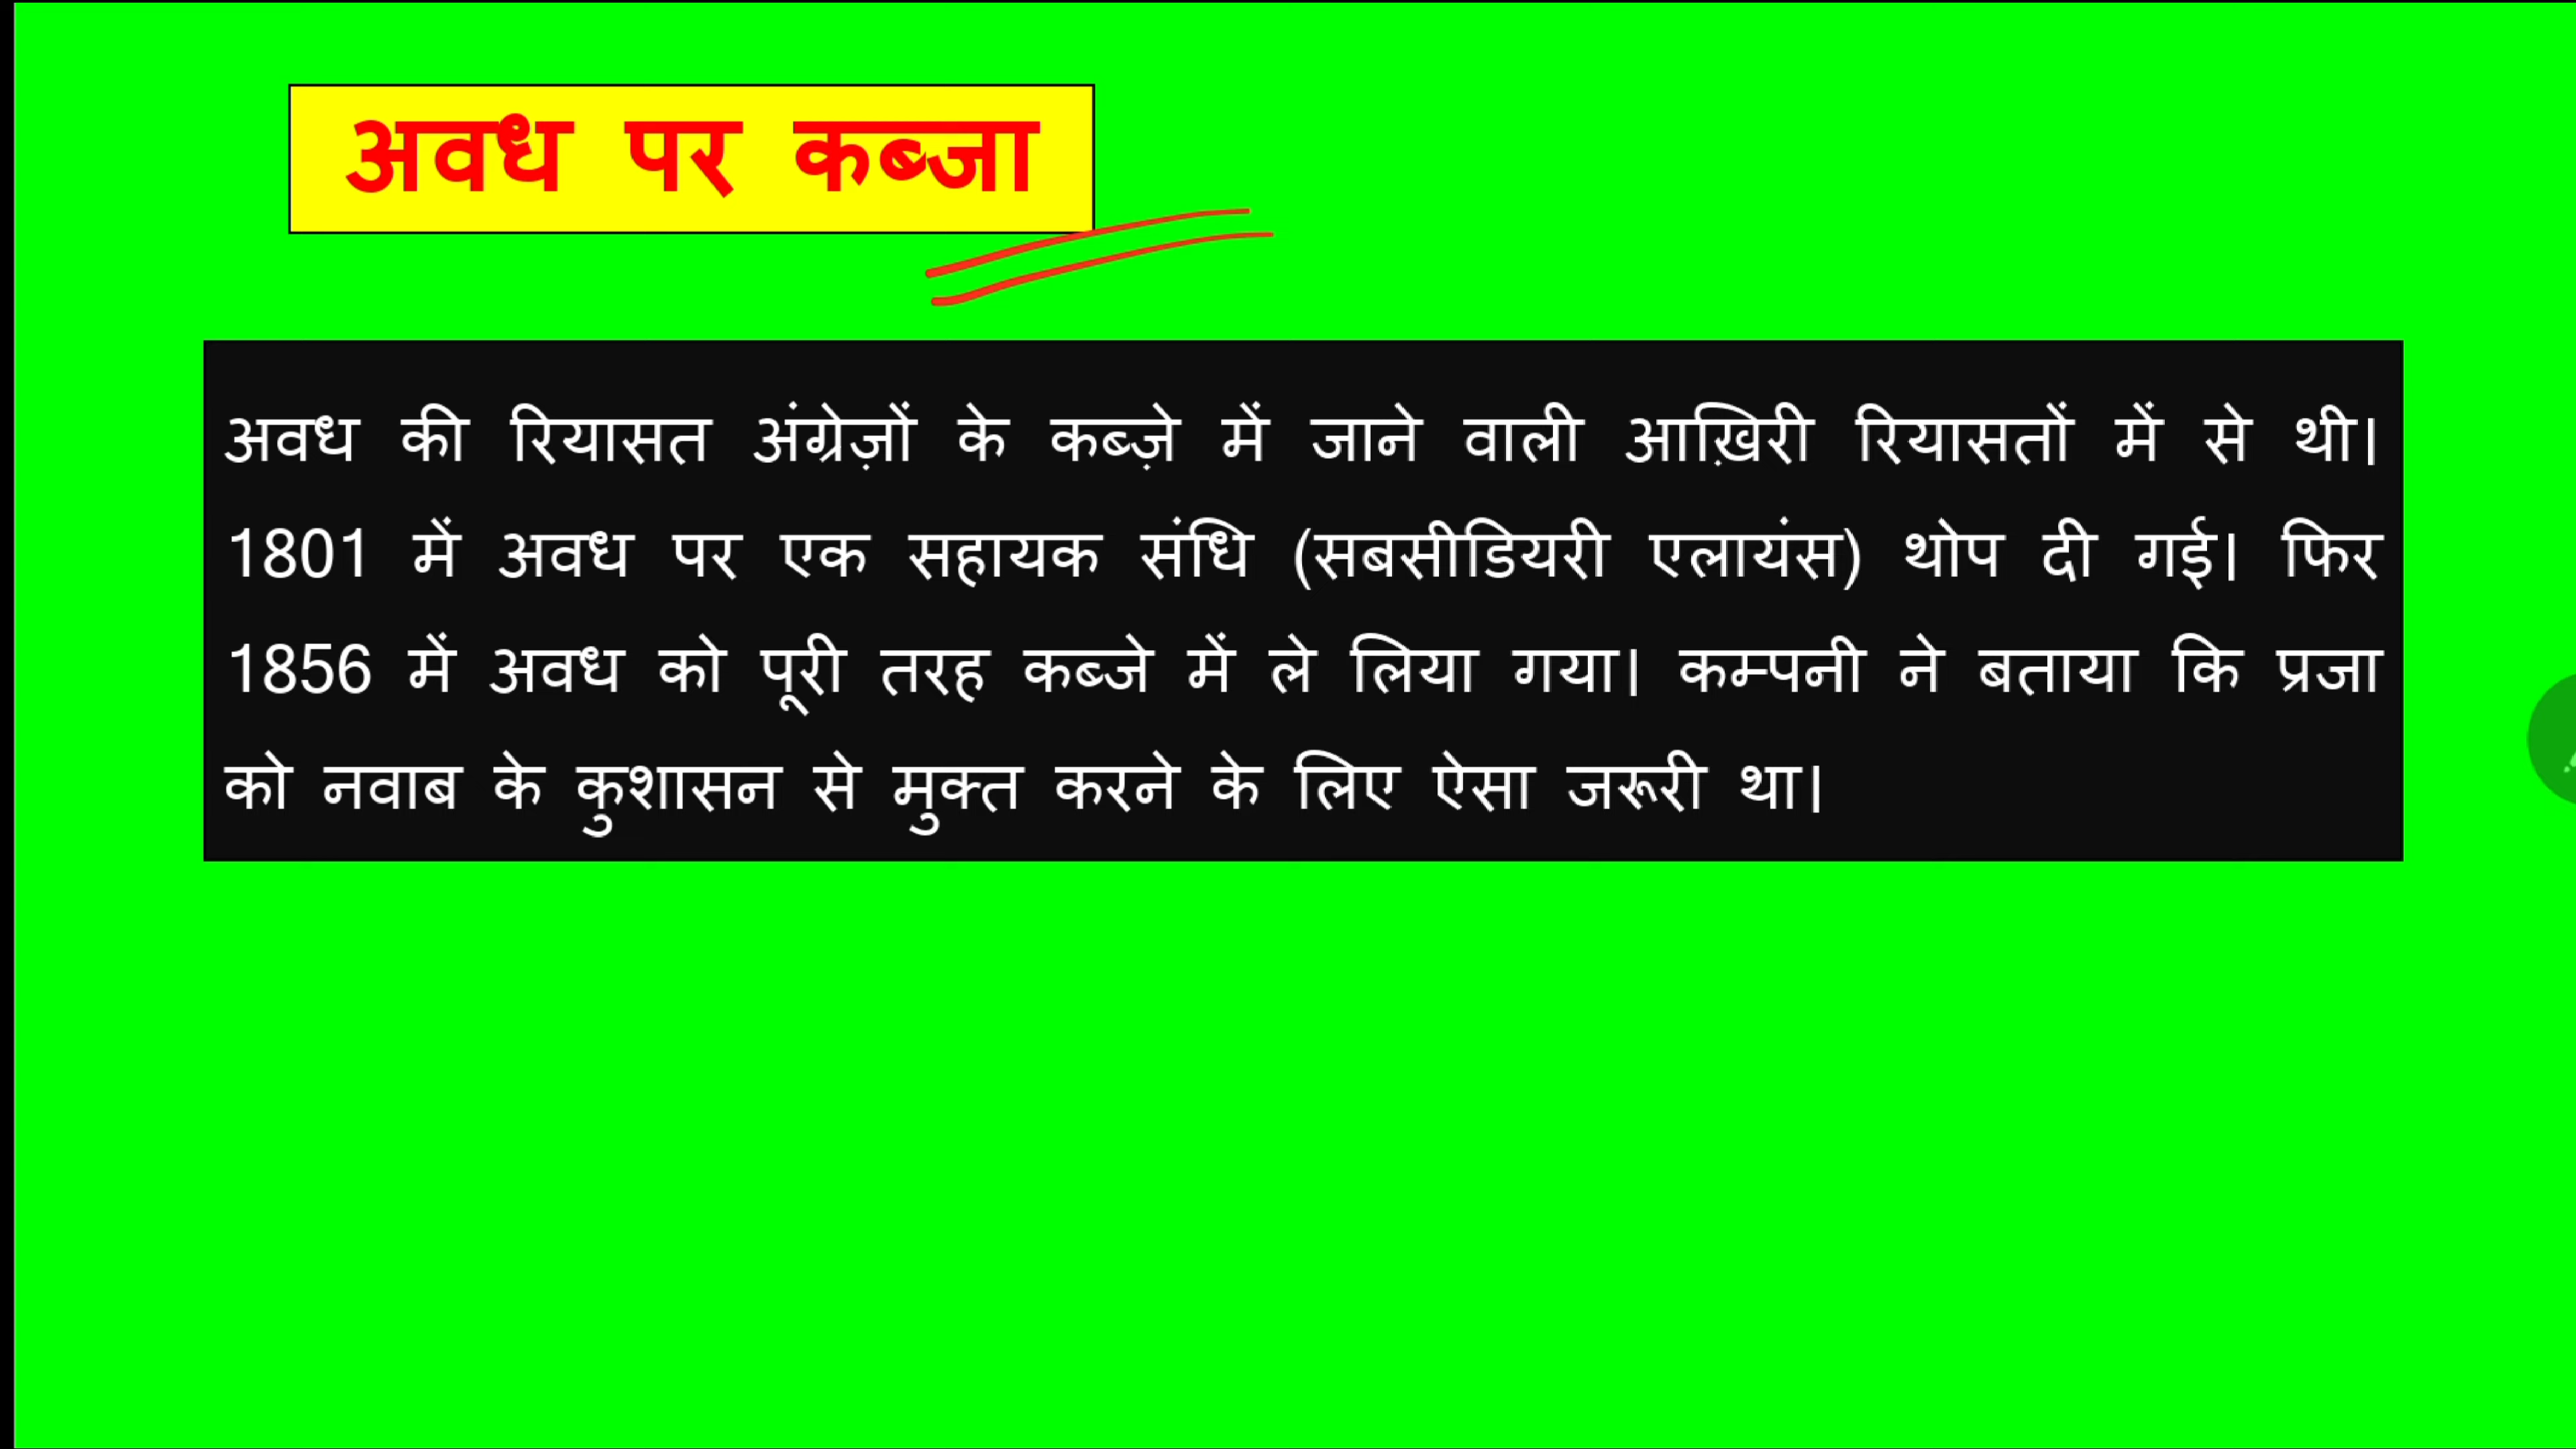 अवध पर कब्जा
अवध की रियासत अंग्रेज़ों के कब्ज़े में जाने वाली आख़िरी रियासतों में से थी।
1801 में अवध पर एक सहायक संधि (सबसीडियरी एलायंस) थोप दी गई। फिर
1856 में अवध को पूरी तरह कब्जे में ले लिया गया। कम्पनी ने बताया कि प्रजा
को नवाब के कुशासन से मुक्त करने के लिए ऐसा जरूरी था।